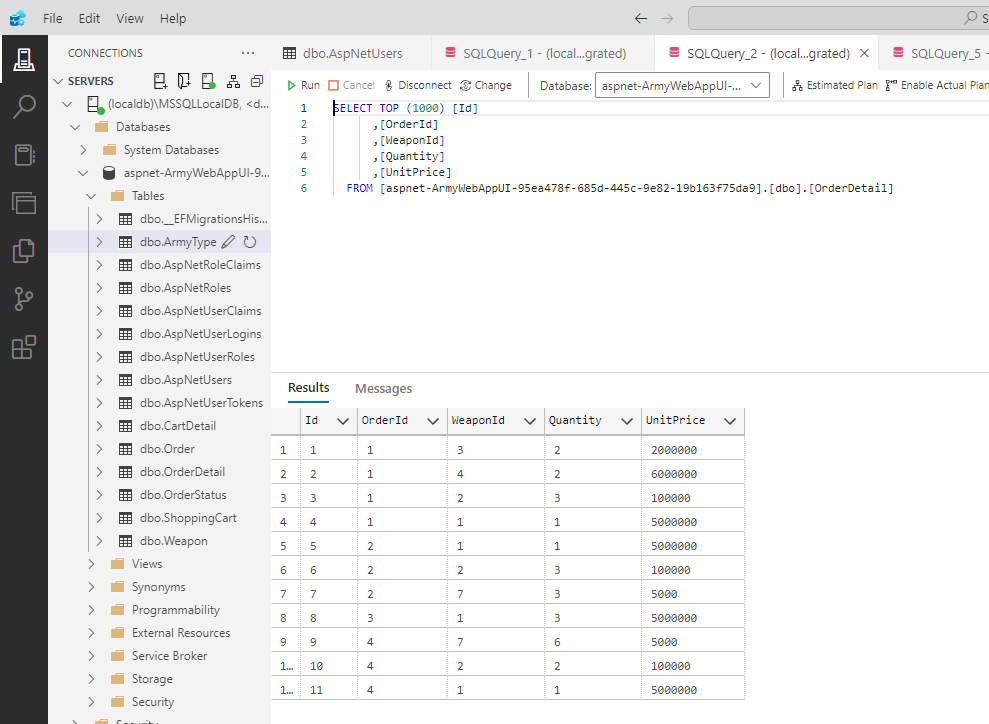 File Edit View Help S
CONNECTIONS ...
SERVERS
(localdb)\MSSQLLocalDB, <d...
Databases
System Databases
aspnet-ArmyWebAppUI-9...
Tables
dbo.__EFMigrationsHis...
dbo.ArmyType
dbo.AspNetRoleClaims
dbo.AspNetRoles
dbo.AspNetUserClaims
dbo.AspNetUserLogins
dbo.AspNetUserRoles
dbo.AspNetUsers
dbo.AspNetUserTokens
dbo.CartDetail
dbo.Order
dbo.OrderDetail
dbo.OrderStatus
dbo.ShoppingCart
dbo.Weapon
Views
Synonyms
Programmability
External Resources
Service Broker
Storage
Security
Security
dbo.AspNetUsers SQLQuery_1 - (local...grated) SQLQuery_2 - (local...grated) SQLQuery_5 -
Run Cancel Disconnect Change Database: aspnet-ArmyWebAppUI-... Estimated Plan Enable Actual Plan
1 SELECT TOP (1000) [Id]
2 ,[OrderId]
3 ,[WeaponId]
4 ,[Quantity]
5 ,[UnitPrice]
6 FROM [aspnet-ArmyWebAppUI-95ea478f-685d-445c-9e82-19b163f75da9].[dbo].[OrderDetail]
Results Messages
Id OrderId WeaponId Quantity UnitPrice
1 1 1 3 2 2000000
2 2 1 4 2 6000000
3 3 1 2 3 100000
4 4 1 1 1 5000000
5 5 2 1 1 5000000
6 6 2 2 3 100000
7 7 2 7 3 5000
8 8 3 1 3 5000000
9 9 4 7 6 5000
1... 10 4 2 2 100000
1... 11 4 1 1 5000000